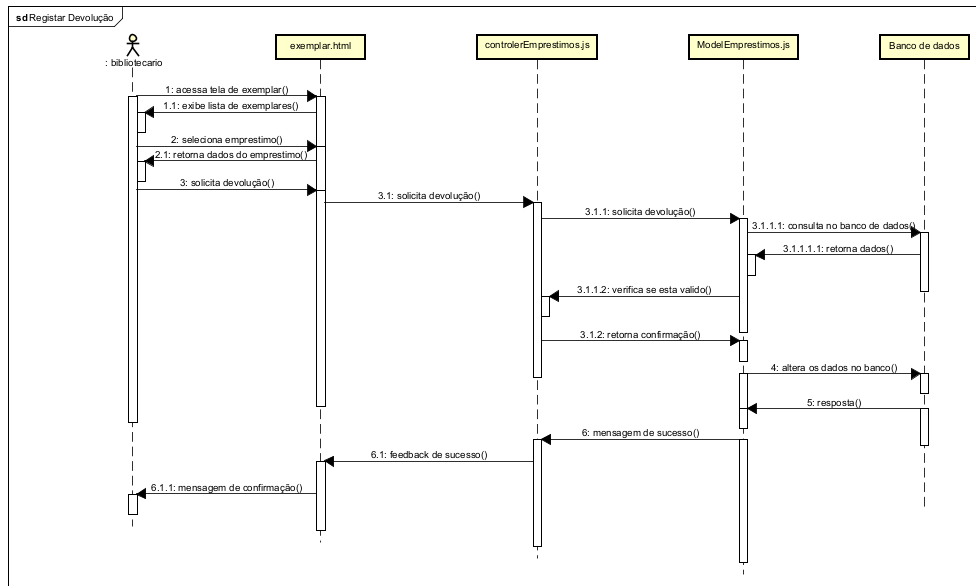 sd Registar Devolução
: bibliotecario
exemplar.html
controlerEmprestimos.js
ModelEmprestimos.js
Banco de dados
1: acessa tela de exemplar()
1.1: exibe lista de exemplares()
2: seleciona emprestimo()
2.1: retorna dados do emprestimo()
3: solicita devolução()
3.1: solicita devolução()
3.1.1: solicita devolução()
3.1.1.1: consulta no banco de dados()
3.1.1.1.1: retorna dados()
3.1.1.2: verifica se esta valido()
3.1.2: retorna confirmação()
4: altera os dados no banco()
5: resposta()
6: mensagem de sucesso()
6.1: feedback de sucesso()
6.1.1: mensagem de confirmação()